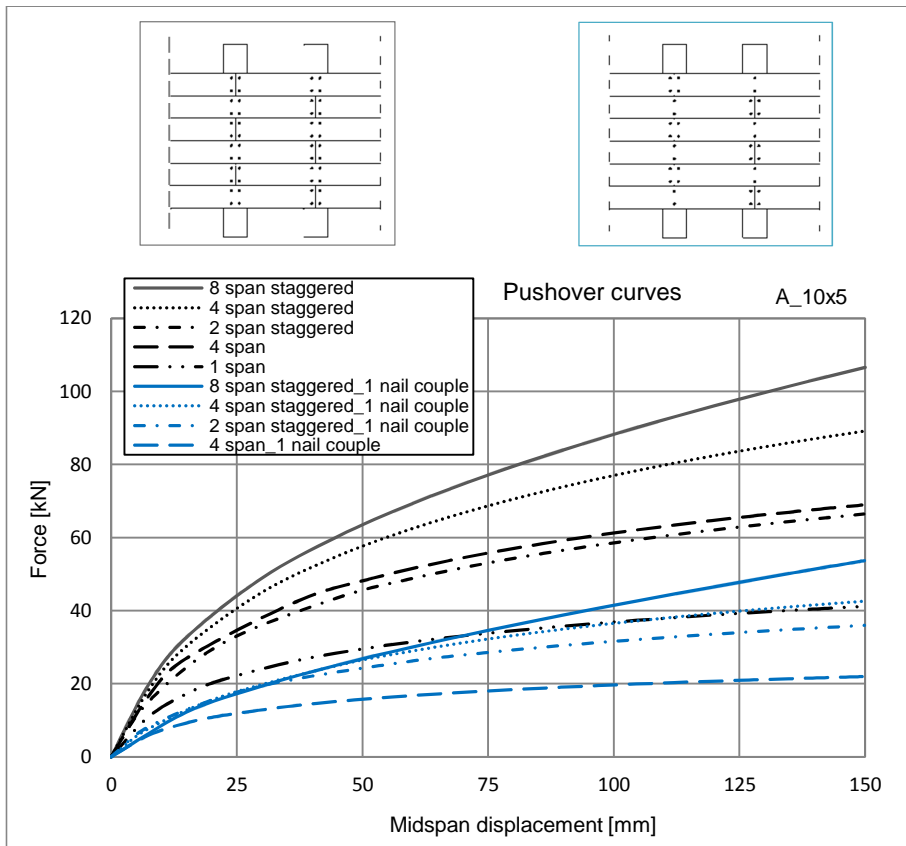 Pushover curves
A_10x5
8 span staggered
4 span staggered
2 span staggered
4 span
1 span
8 span staggered_1 nail couple
4 span staggered_1 nail couple
2 span staggered_1 nail couple
4 span_1 nail couple
Force [kN]
120
100
80
60
40
20
0
0 25 50 75 100 125 150
Midspan displacement [mm]